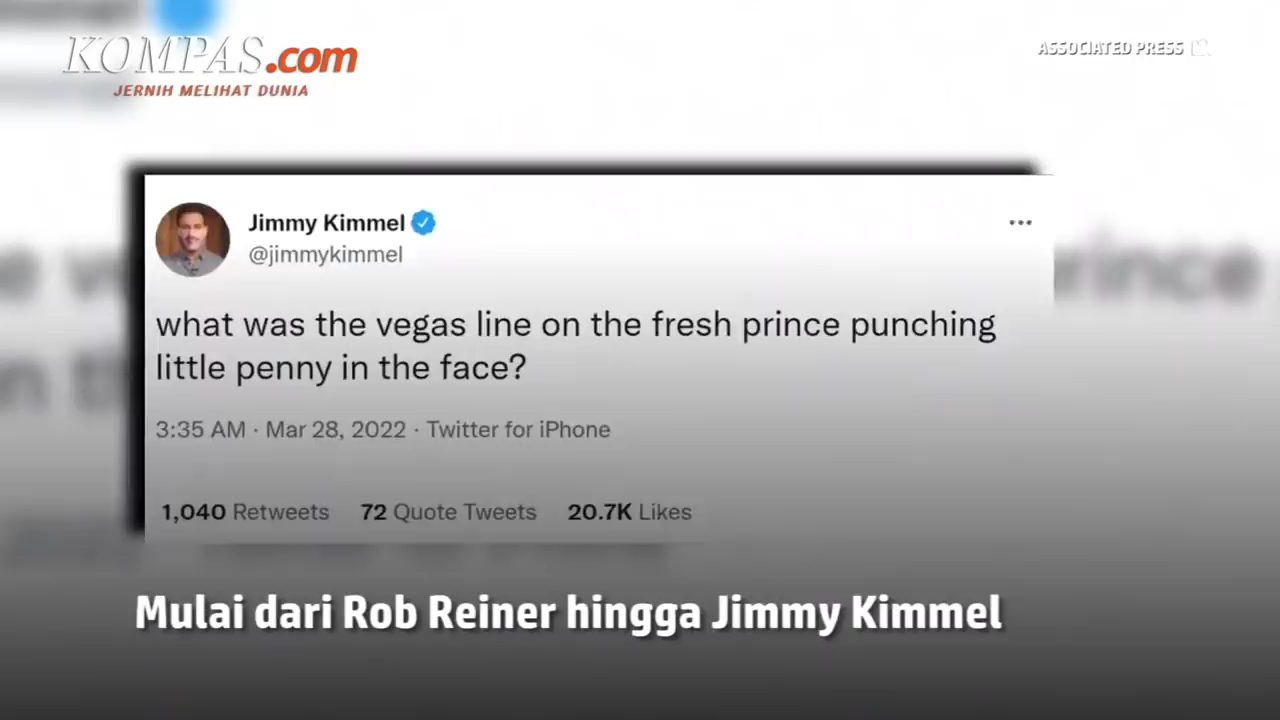 KOMPAS.com
JERNIH MELIHAT DUNIA
ASSOCIATED PRESS
Jimmy Kimmel
@jimmykimmel
what was the vegas line on the fresh prince punching
little penny in the face?
3:35 AM · Mar 28, 2022 · Twitter for iPhone
1,040 Retweets 72 Quote Tweets 20.7K Likes
Mulai dari Rob Reiner hingga Jimmy Kimmel